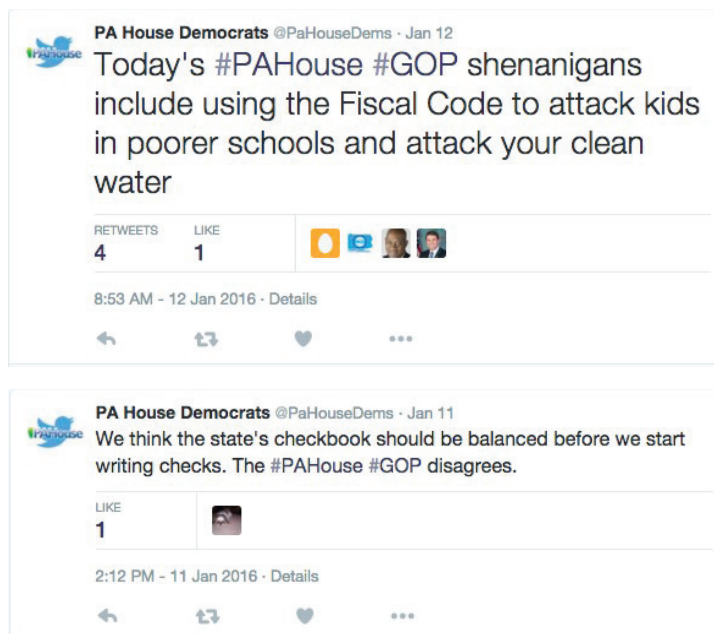 PA House Democrats @PaHouseDems · Jan 12
PAHouse
Today's #PAHouse #GOP shenanigans
include using the Fiscal Code to attack kids
in poorer schools and attack your clean
water
RETWEETS LIKE
4 1
8:53 AM - 12 Jan 2016 · Details
PA House Democrats @PaHouseDems · Jan 11
PAHouse
We think the state's checkbook should be balanced before we start
writing checks. The #PAHouse #GOP disagrees.
LIKE
1
2:12 PM - 11 Jan 2016 · Details